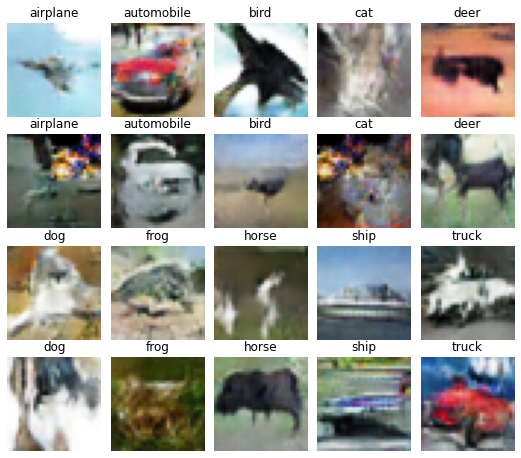 airplane automobile bird cat deer
airplane automobile bird cat deer
dog frog horse ship truck
dog frog horse ship truck